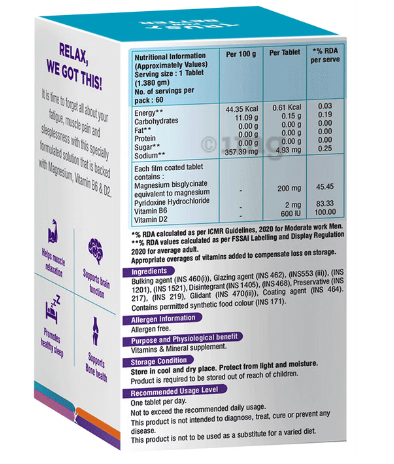 RELAX,
WE GOT THIS!
It is time to forget all about your
fatigue, muscle pain and
sleeplessness with this specially
formulated solution that is backed
with Magnesium, Vitamin B6 & D2.
Helps muscle
relaxation
Supports brain
function
Promotes
healthy sleep
Supports
Bone health
Nutritional Information
(Approximately Values)
Serving size : 1 Tablet
(1.380 gm)
No. of servings per
pack : 60
Per 100 g
Per Tablet
*% RDA
per serve
Energy** 44.35 Kcal 0.61 Kcal 0.03
Carbohydrates 11.09 g 0.15 g 0.19
Fat** 0.00 g 0.00 g 0.00
Protein 0.00 g 0.00 g 0.00
Sugar** 0.00 g 0.00 g 0.00
Sodium** 357.39 mg 4.93 mg 0.25
Each film coated tablet
contains :
Magnesium bisglycinate
equivalent to magnesium - 200 mg 45.45
Pyridoxine Hydrochloride
Vitamin B6 - 2 mg 83.33
Vitamin D2 - 600 IU 100.00
*% RDA calculated as per ICMR Guidelines, 2020 for Moderate work Men.
**% RDA values calculated as per FSSAI Labelling and Display Regulation
2020 for average adult.
Appropriate overages of vitamins added to compensate loss on storage.
Ingredients
Bulking agent (INS 460(i)), Glazing agent (INS 462), (INS553 (iii)), (INS
1201), (INS 1521), Disintegrant (INS 1405), (INS 468), Preservative (INS
217), (INS 219), Glidant (INS 470(iii)), Coating agent (INS 464).
Contains permitted synthetic food colour (INS 171).
Allergen Information
Allergen free.
Purpose and Physiological benefit
Vitamins & Mineral supplement.
Storage Condition
Store in cool and dry place. Protect from light and moisture.
Product is required to be stored out of reach of children.
Recommended Usage Level
One tablet per day.
Not to exceed the recommended daily usage.
This product is not intended to diagnose, treat, cure or prevent any
disease.
This product is not to be used as a substitute for a varied diet.